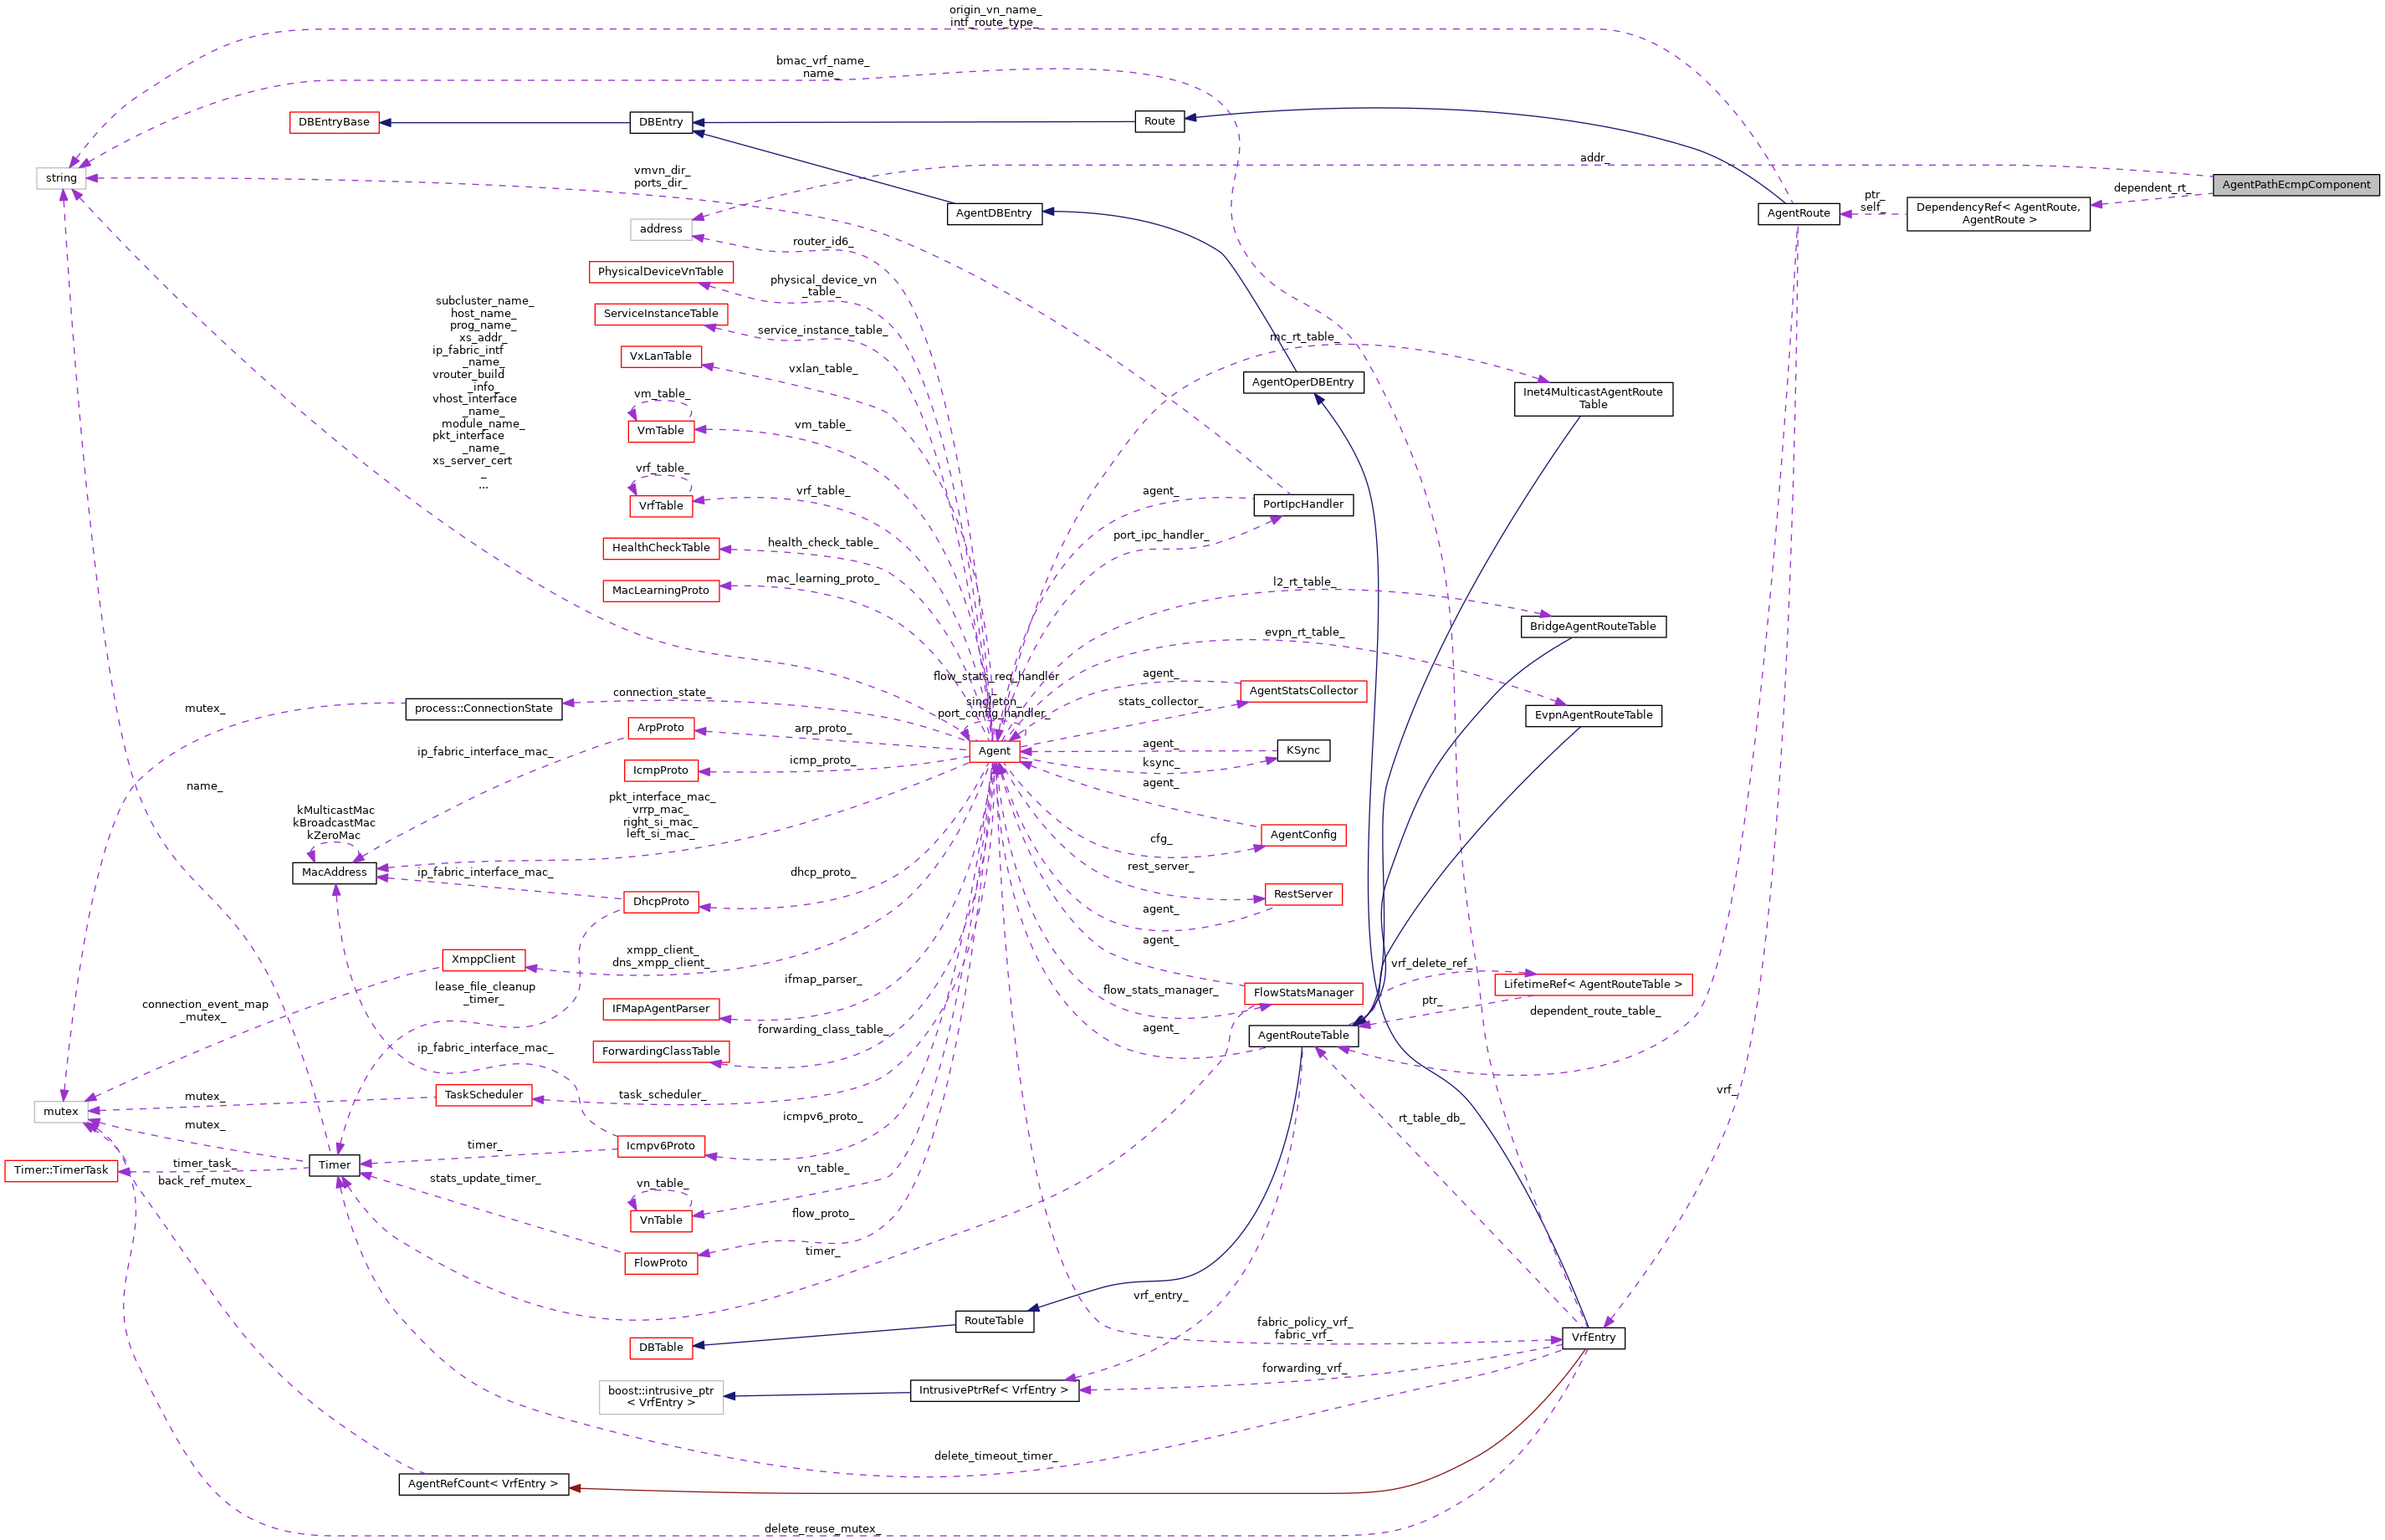 origin_vn_name_
intf_route_type_
bmac_vrf_name_
name_
DBEntryBase
DBEntry
Route
string
vmvn_dir_
ports_dir_
addr_
AgentPathEcmpComponent
dependent_rt_
ptr_
self_
DependencyRef< AgentRoute,
AgentRoute >
AgentRoute
AgentDBEntry
address
router_id6_
PhysicalDeviceVnTable
physical_device_vn
_table_
ServiceInstanceTable
service_instance_table_
subcluster_name_
host_name_
prog_name_
xs_addr_
ip_fabric_intf
_name_
vrouter_build
_info_
vhost_interface
_name_
module_name_
pkt_interface
_name_
xs_server_cert
_
...
mc_rt_table_
VxLanTable
vxlan_table_
AgentOperDBEntry
Inet4MulticastAgentRoute
Table
vm_table_
VmTable
vm_table_
vrf_table_
VrfTable
vrf_table_
agent_
PortIpcHandler
port_ipc_handler_
HealthCheckTable
health_check_table_
MacLearningProto
mac_learning_proto_
l2_rt_table_
BridgeAgentRouteTable
evpn_rt_table_
EvpnAgentRouteTable
flow_stats_req_handler
_
singleton_
port_config_handler_
agent_
AgentStatsCollector
stats_collector_
connection_state_
process::ConnectionState
mutex_
ArpProto
arp_proto_
Agent
agent_
KSync
ksync_
ip_fabric_interface_mac_
IcmpProto
icmp_proto_
agent_
name_
pkt_interface_mac_
vrrp_mac_
right_si_mac_
left_si_mac_
kMulticastMac
kBroadcastMac
kZeroMac
AgentConfig
cfg_
MacAddress
ip_fabric_interface_mac_
dhcp_proto_
rest_server_
RestServer
DhcpProto
agent_
XmppClient
xmpp_client_
dns_xmpp_client_
agent_
ifmap_parser_
vrf_delete_ref_
LifetimeRef< AgentRouteTable >
lease_file_cleanup
_timer_
flow_stats_manager_
FlowStatsManager
ptr_
connection_event_map
_mutex_
IFMapAgentParser
forwarding_class_table_
agent_
AgentRouteTable
dependent_route_table_
ip_fabric_interface_mac_
ForwardingClassTable
TaskScheduler
task_scheduler_
mutex_
mutex
mutex_
icmpv6_proto_
rt_table_db_
vrf_
timer_
Icmpv6Proto
Timer::TimerTask
timer_task_
Timer
back_ref_mutex_
stats_update_timer_
vn_table_
vn_table_
VnTable
flow_proto_
FlowProto
timer_
vrf_entry_
RouteTable
fabric_policy_vrf_
fabric_vrf_
VrfEntry
DBTable
forwarding_vrf_
boost::intrusive_ptr
< VrfEntry >
IntrusivePtrRef< VrfEntry >
delete_timeout_timer_
AgentRefCount< VrfEntry >
delete_reuse_mutex_